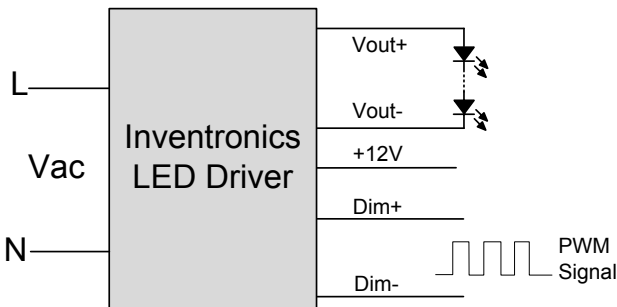 L
Vac
N
Inventronics
LED Driver
Vout+
Vout-
+12V
Dim+
Dim-
PWM
Signal